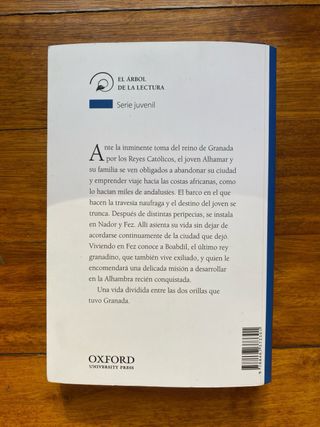 EL ÁRBOL
DE LA LECTURA
Serie juvenil
Ante la inminente toma del reino de Granada
por los Reyes Católicos, el joven Alhamar y
su familia se ven obligados a abandonar su ciudad
y emprender viaje hacia las costas africanas, como
lo hacían miles de andalusíes. El barco en el que
hacen la travesía naufraga y el destino del joven se
trunca. Después de distintas peripecias, se instala
en Nador y Fez. Allí asienta su vida sin dejar de
acordarse continuamente de la ciudad que dejó.
Viviendo en Fez conoce a Boabdil, el último rey
granadino, que también vive exiliado, y quien le
encomendará una delicada misión a desarrollar
en la Alhambra recién conquistada.
Una vida dividida entre las dos orillas que
tuvo Granada.
OXFORD
UNIVERSITY PRESS